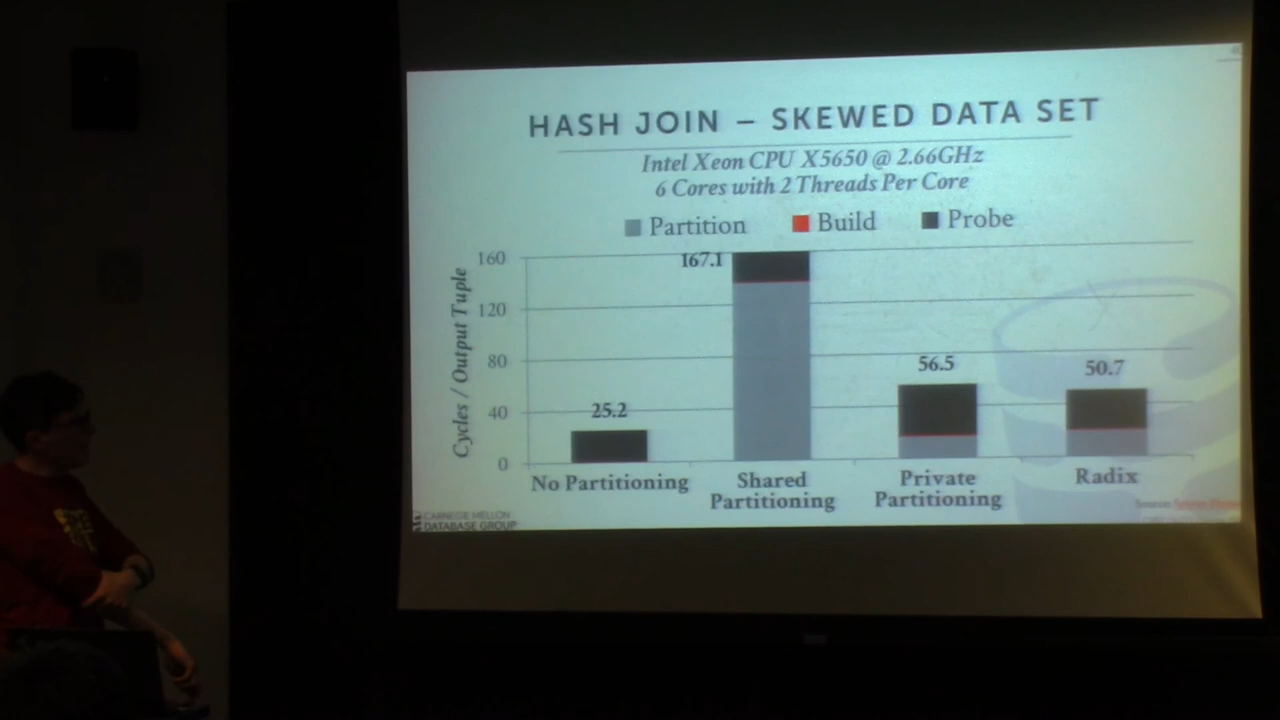 HASH JOIN – SKEWED DATA SET
Intel Xeon CPU X5650 @ 2.66GHz
6 Cores with 2 Threads Per Core
Partition Build Probe
Cycles / Output Tuple
160
120
80
40
0
25.2
167.1
56.5
50.7
No Partitioning
Shared
Partitioning
Private
Partitioning
Radix
CARNEGIE MELLON
DATABASE GROUP
Source: